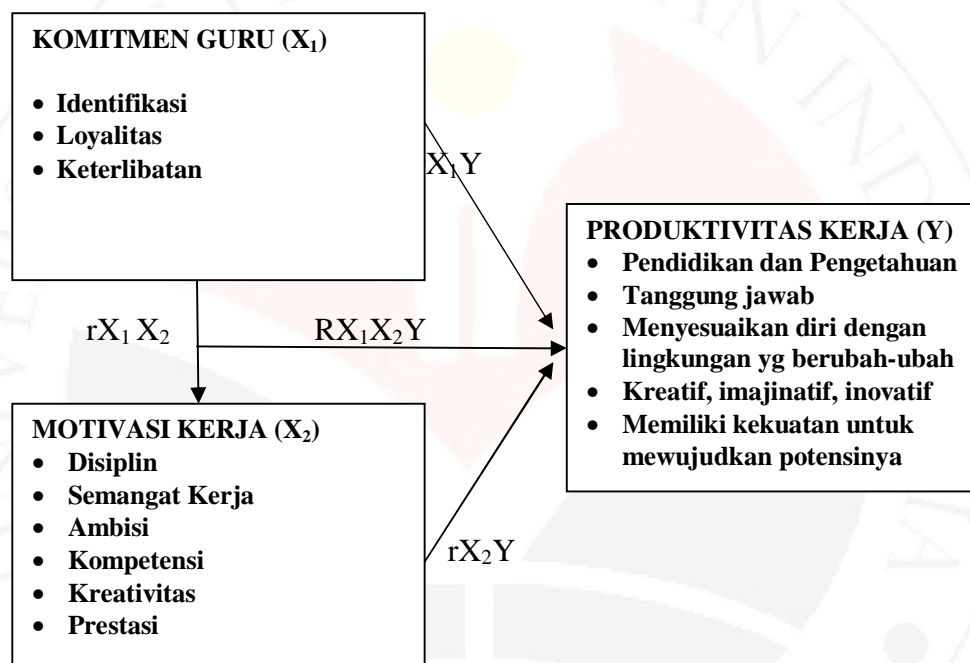 KOMITMEN GURU (X₁)
• Identifikasi
• Loyalitas
• Keterlibatan
X₁Y
rX₁ X₂
RX₁X₂Y
MOTIVASI KERJA (X₂)
• Disiplin
• Semangat Kerja
• Ambisi
• Kompetensi
• Kreativitas
• Prestasi
rX₂Y
PRODUKTIVITAS KERJA (Y)
• Pendidikan dan Pengetahuan
• Tanggung jawab
• Menyesuaikan diri dengan
lingkungan yg berubah-ubah
• Kreatif, imajinatif, inovatif
• Memiliki kekuatan untuk
mewujudkan potensinya